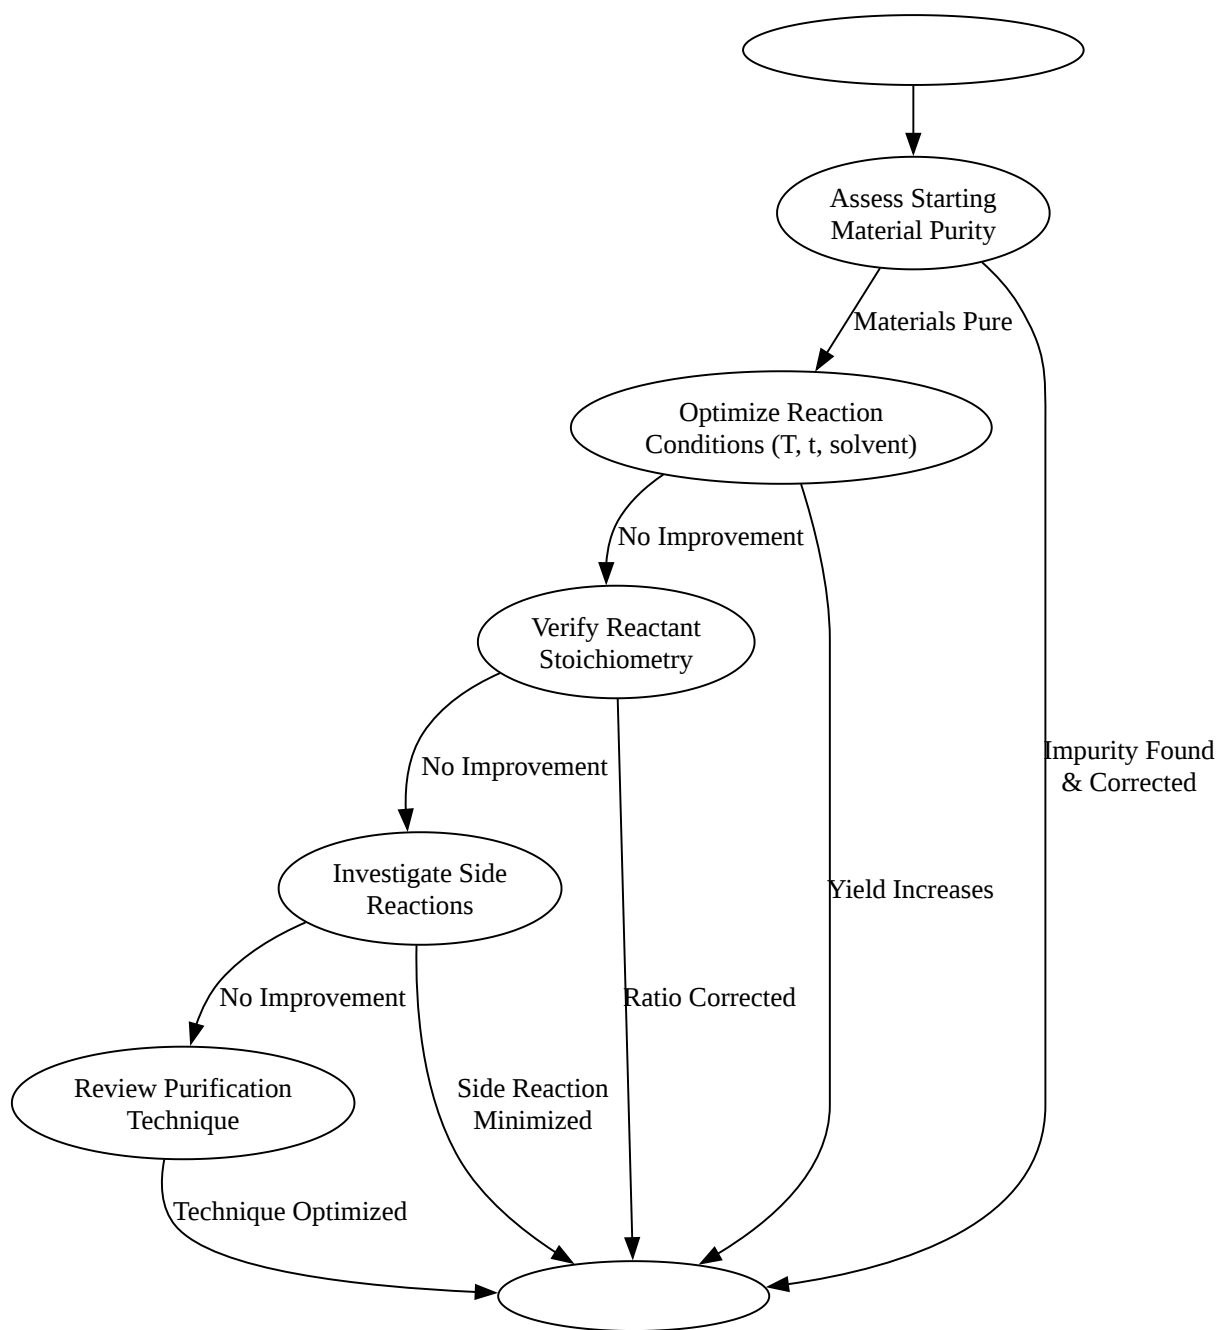 Assess Starting
Material Purity
Materials Pure
Optimize Reaction
Conditions (T, t, solvent)
No Improvement
Verify Reactant
Stoichiometry
Impurity Found
& Corrected
No Improvement
Investigate Side
Reactions
Yield Increases
No Improvement
Ratio Corrected
Review Purification
Technique
Side Reaction
Minimized
Technique Optimized